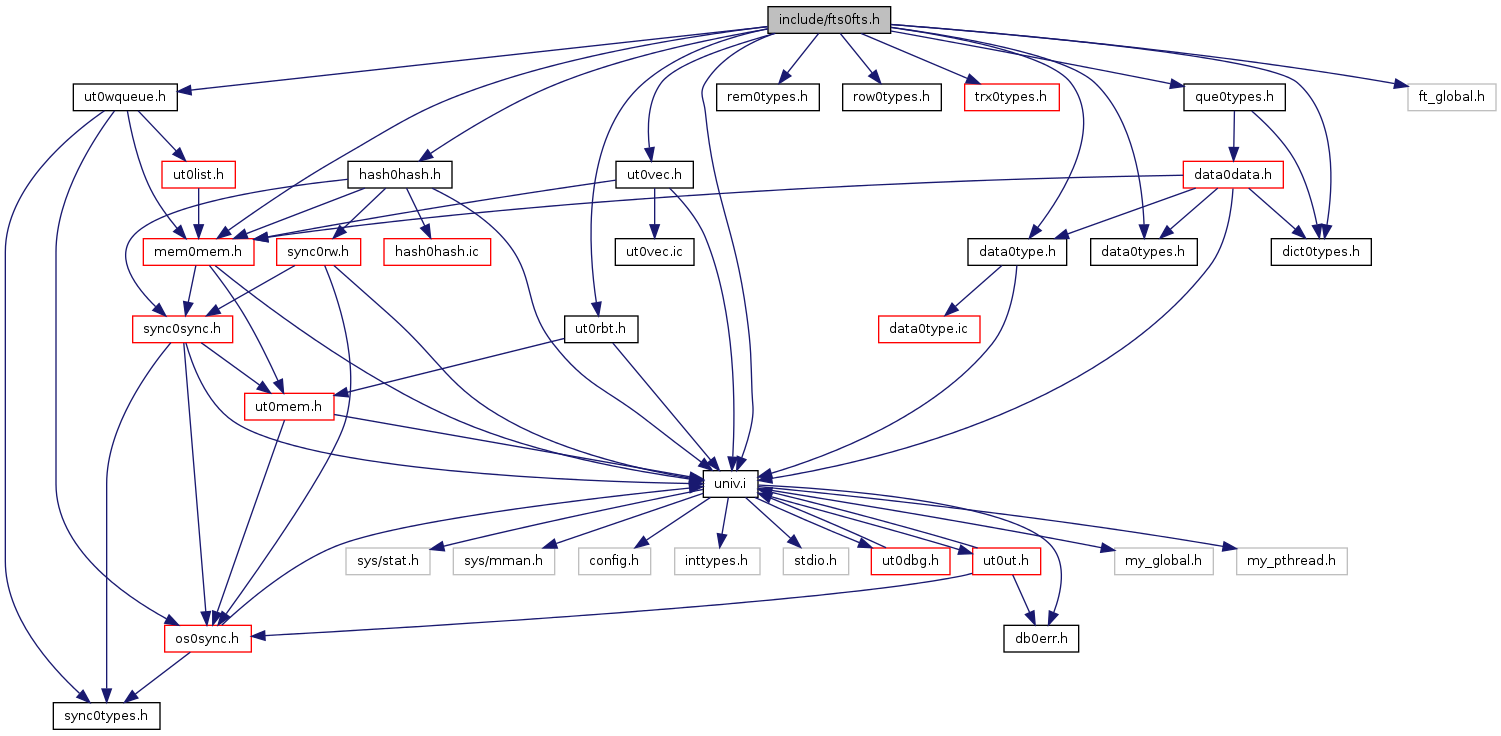 include/fts0fts.h
ut0wqueue.h
rem0types.h
row0types.h
trx0types.h
que0types.h
ft_global.h
ut0list.h
hash0hash.h
ut0vec.h
data0data.h
mem0mem.h
sync0rw.h
hash0hash.ic
ut0vec.ic
data0type.h
data0types.h
dict0types.h
sync0sync.h
ut0rbt.h
data0type.ic
ut0mem.h
univ.i
sys/stat.h
sys/mman.h
config.h
inttypes.h
stdio.h
ut0dbg.h
ut0ut.h
my_global.h
my_pthread.h
os0sync.h
db0err.h
sync0types.h